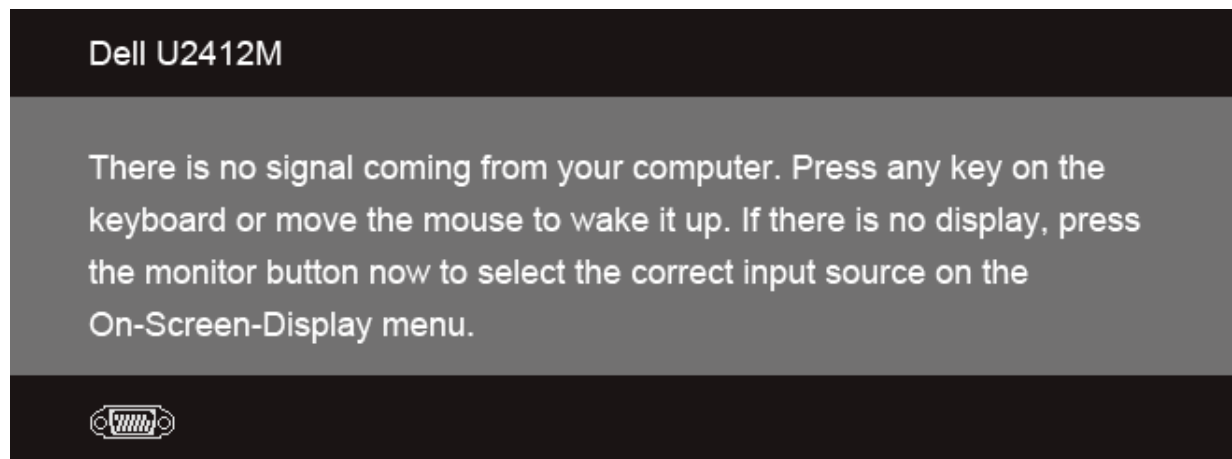 Dell U2412M
There is no signal coming from your computer. Press any key on the
keyboard or move the mouse to wake it up. If there is no display, press
the monitor button now to select the correct input source on the
On-Screen-Display menu.